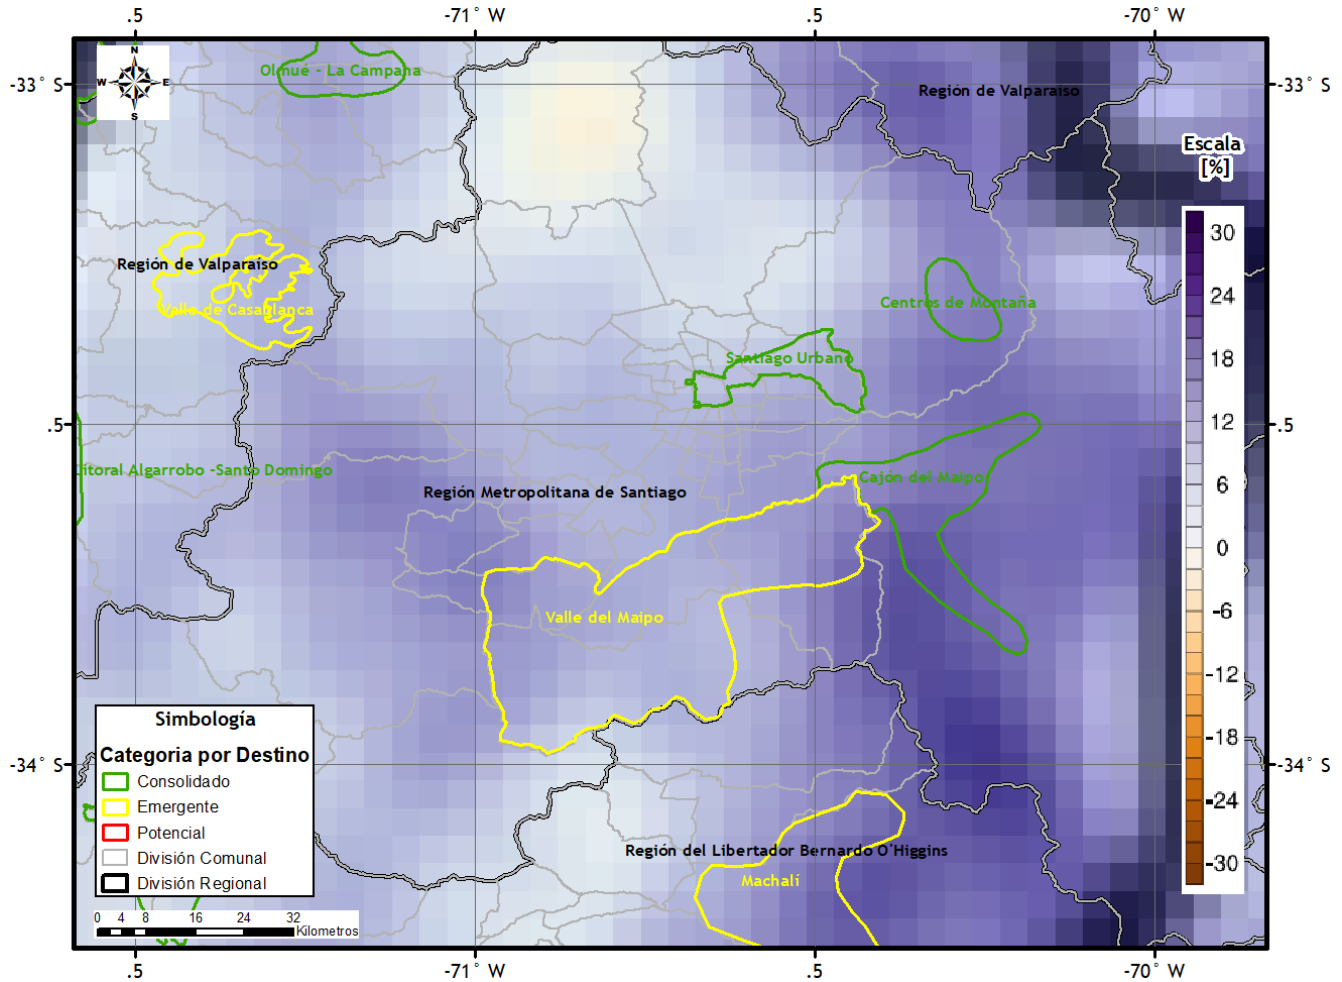 .5
-71° W
.5
-70° W
-33° S
-33° S
N
W
E
S
Olmué - La Campana
Región de Valparaíso
Escala
[%]
30
24
18
12
6
0
-6
-12
-18
-24
-30
Región de Valparaíso
Valle de Casablanca
Centros de Montaña
Santiago Urbano
.5
.5
Litoral Algarrobo -Santo Domingo
Región Metropolitana de Santiago
Cajón del Maipo
Valle del Maipo
-34° S
-34° S
Región del Libertador Bernardo O'Higgins
Machalí
Simbología
Categoria por Destino
Consolidado
Emergente
Potencial
División Comunal
División Regional
0 4 8 16 24 32
Kilometros
.5
-71° W
.5
-70° W